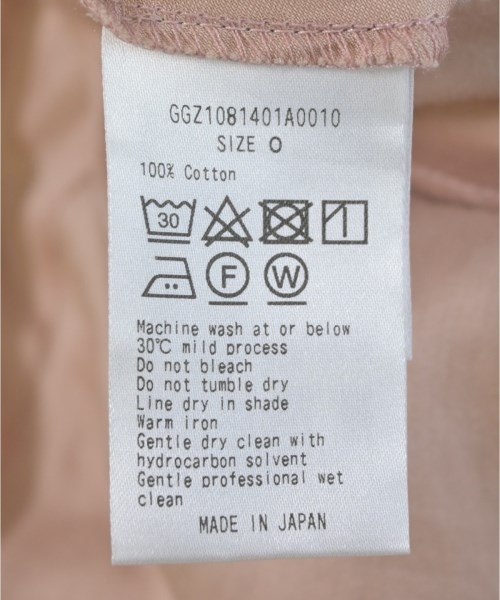 GGZ1081401A0010
SIZE O
100% Cotton
30
F W
Machine wash at or below
30℃ mild process
Do not bleach
Do not tumble dry
Line dry in shade
Warm iron
Gentle dry clean with
hydrocarbon solvent
Gentle professional wet
clean
MADE IN JAPAN